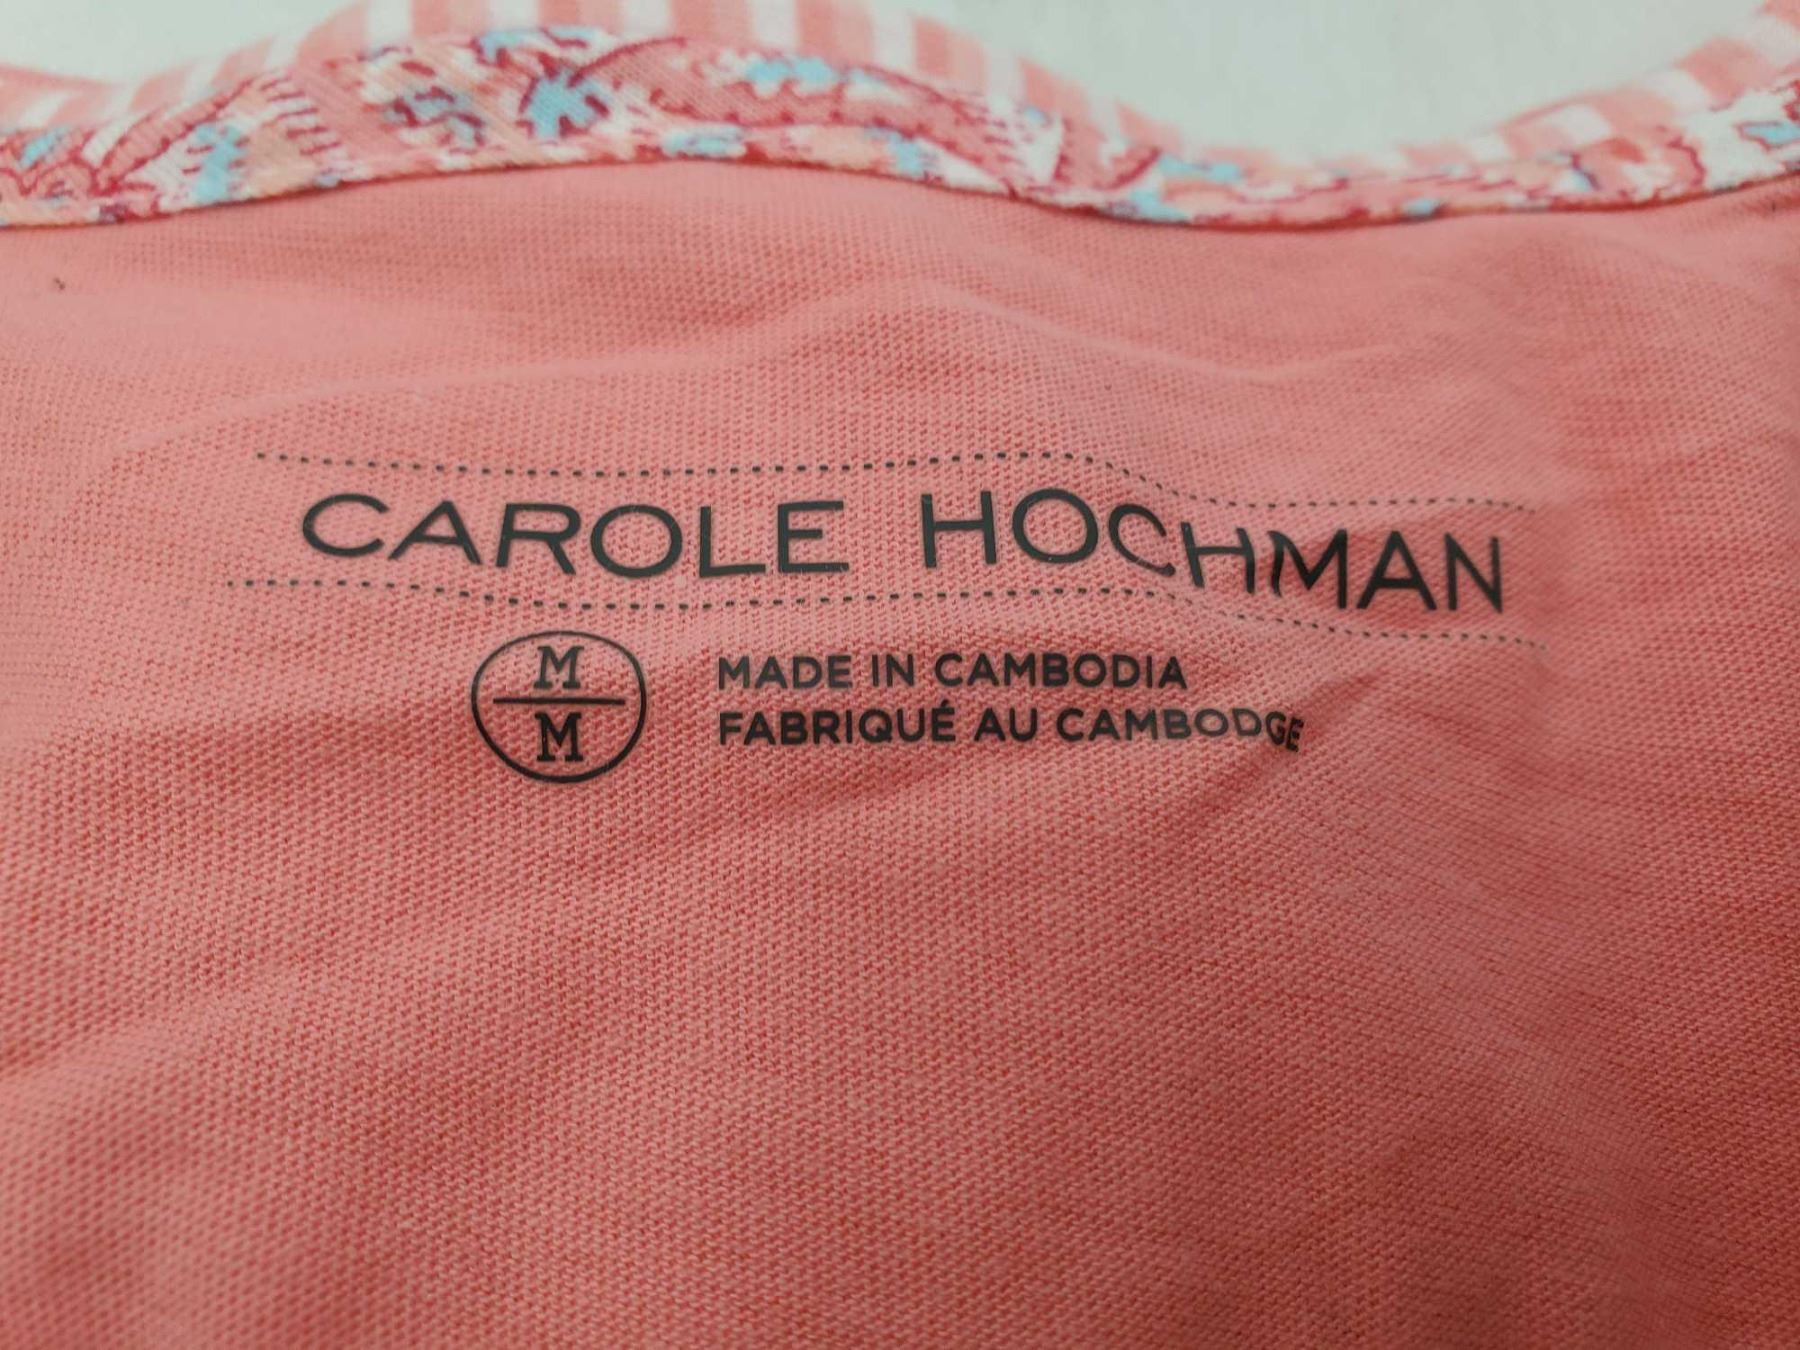 CAROLE HOCHMAN
M
M
MADE IN CAMBODIA
FABRIQUÉ AU CAMBODGE